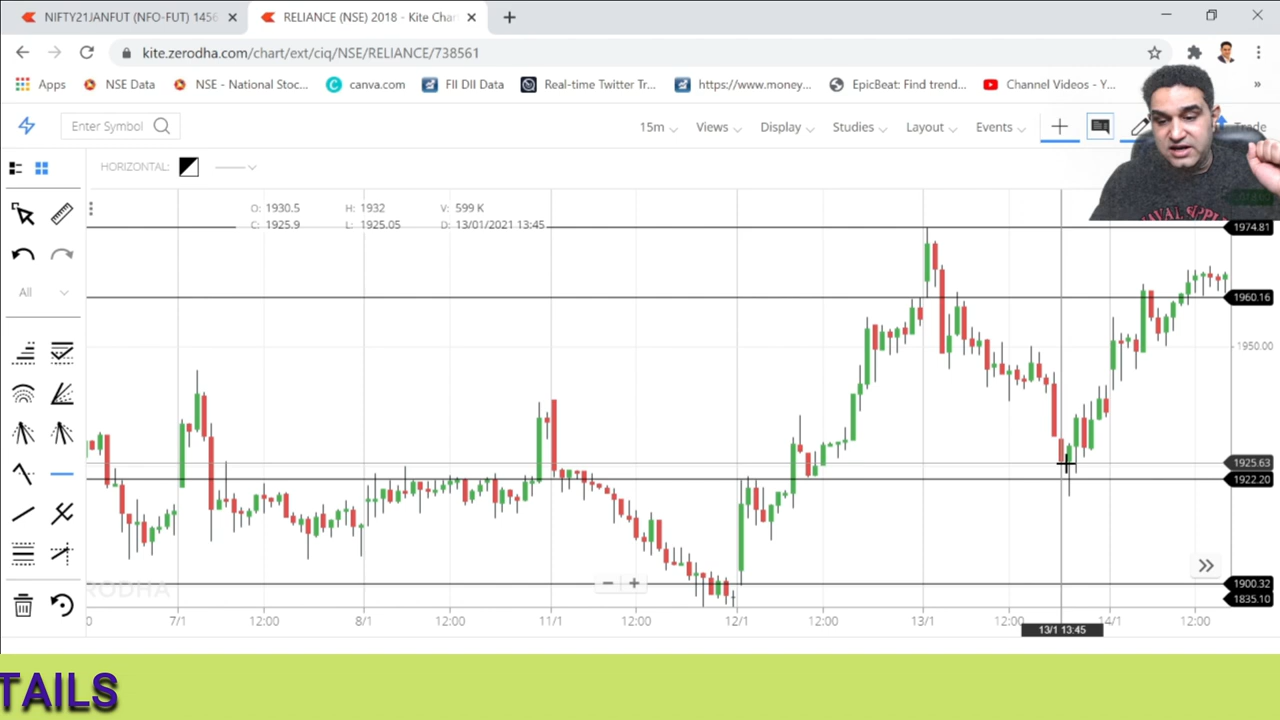 NIFTY21JANFUT (NFO-FUT) 1456
RELIANCE (NSE) 2018 - Kite Char
kite.zerodha.com/chart/ext/ciq/NSE/RELIANCE/738561
Apps
NSE Data
NSE - National Stoc...
canva.com
FII DII Data
Real-time Twitter Tr...
https://www.money...
EpicBeat: Find trend...
Channel Videos - Y...
Enter Symbol
15m
Views
Display
Studies
Layout
Events
Trade
HORIZONTAL:
O: 1930.5 H: 1932 V: 599 K
C: 1925.9 L: 1925.05 D: 13/01/2021 13:45
All
1974.81
1960.16
1950.00
1925.63
1922.20
1900.32
1835.10
RODHA
0 7/1 12:00 8/1 12:00 11/1 12:00 12/1 12:00 13/1 12:00 14/1 12:00
13/1 13:45
TAILS